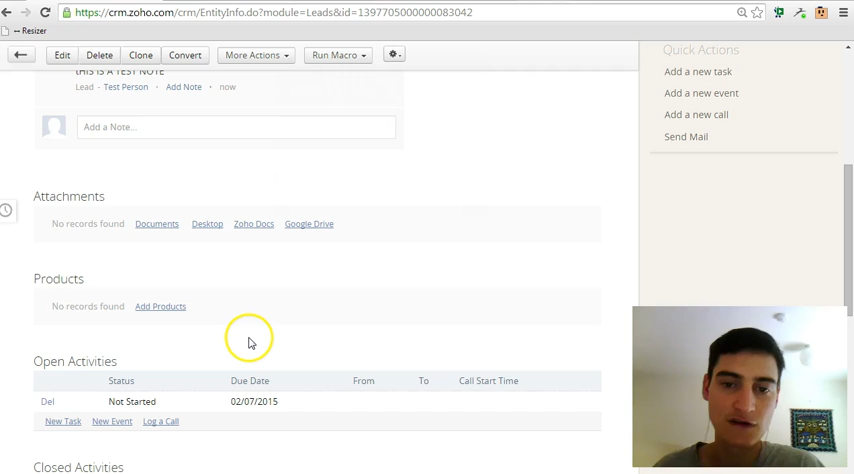 https://crm.zoho.com/crm/EntityInfo.do?module=Leads&id=1397705000000083042
-- Resizer
Edit Delete Clone Convert More Actions Run Macro
tHIS IS A TEST NOTE
Lead - Test Person · Add Note · now
Add a Note...
Attachments
No records found Documents Desktop Zoho Docs Google Drive
Products
No records found Add Products
Open Activities
Status Due Date From To Call Start Time
Del Not Started 02/07/2015
New Task New Event Log a Call
Closed Activities
Quick Actions
Add a new task
Add a new event
Add a new call
Send Mail